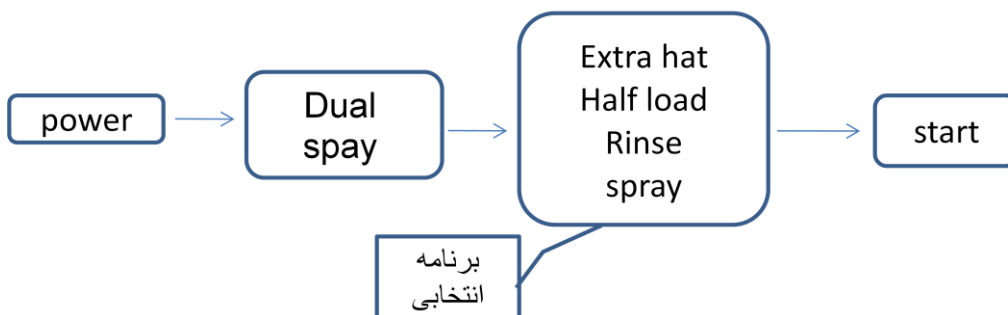 power
Dual
spay
Extra hat
Half load
Rinse
spray
start
برنامه
انتخابی